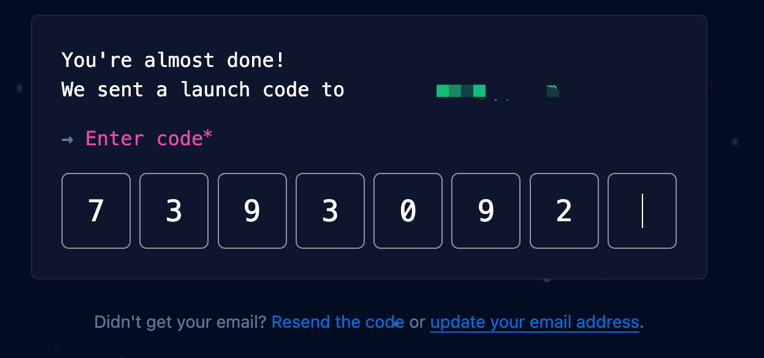 You're almost done!
We sent a launch code to
→ Enter code*
7 3 9 3 0 9 2
Didn't get your email? Resend the code or update your email address.